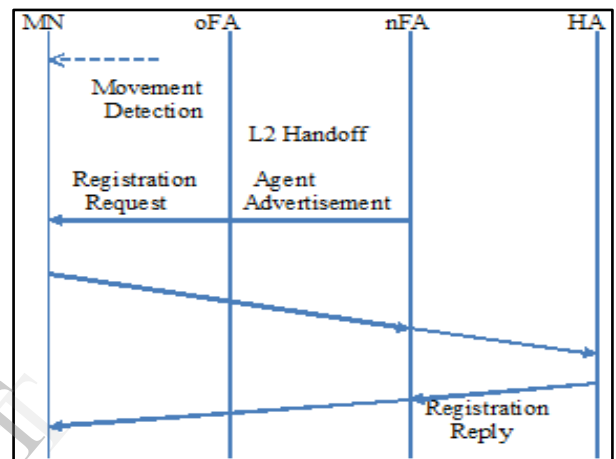 MN oFA nFA HA
Movement
Detection
L2 Handoff
Registration Agent
Request Advertisement
Registration
Reply